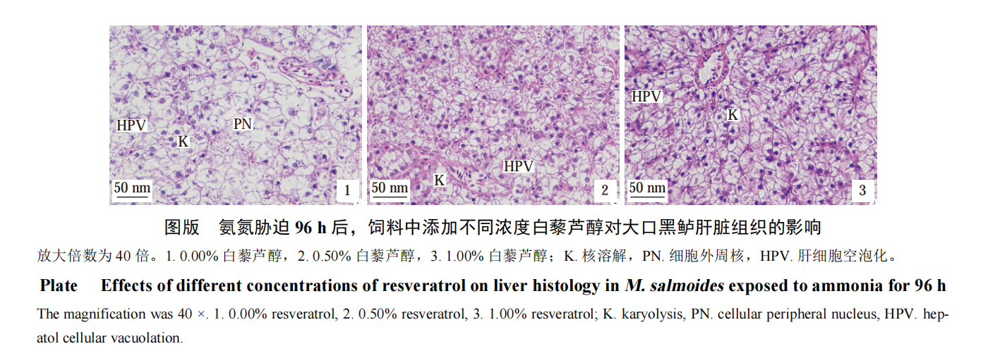 HPV
PN
K
50 nm
1
K
HPV
50 nm
2
HPV
K
50 nm
3
图版 氨氮胁迫 96 h 后，饲料中添加不同浓度白藜芦醇对大口黑鲈肝脏组织的影响
放大倍数为 40 倍。1. 0.00% 白藜芦醇，2. 0.50% 白藜芦醇，3. 1.00% 白藜芦醇；K. 核溶解，PN. 细胞外周核，HPV. 肝细胞空泡化。
Plate Effects of different concentrations of resveratrol on liver histology in M. salmoides exposed to ammonia for 96 h
The magnification was 40 ×. 1. 0.00% resveratrol, 2. 0.50% resveratrol, 3. 1.00% resveratrol; K. karyolysis, PN. cellular peripheral nucleus, HPV. hep-
atol cellular vacuolation.